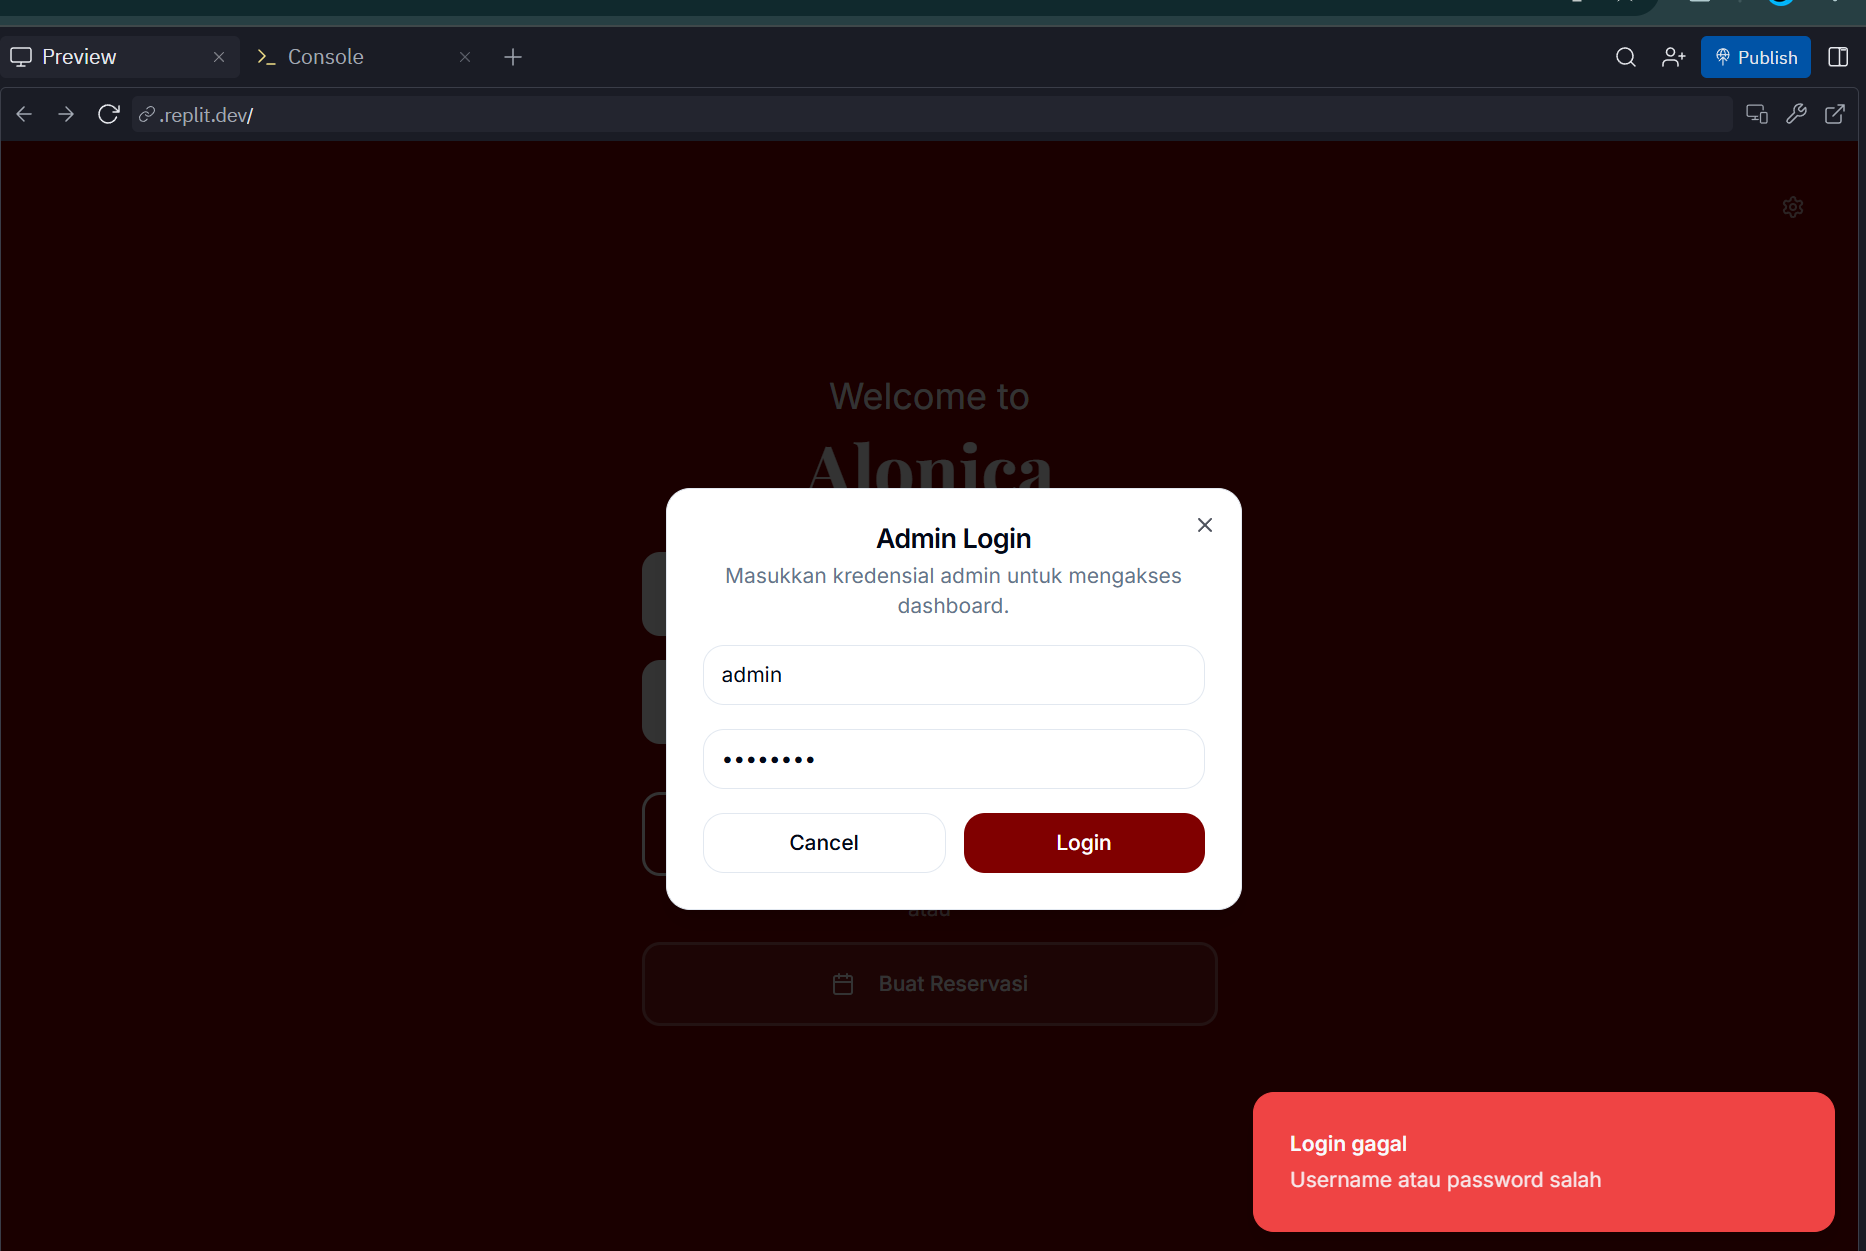 Preview
Console
Publish
.replit.dev/
Welcome to
Alonica
Admin Login
Masukkan kredensial admin untuk mengakses
dashboard.
admin
••••••••
Cancel
Login
atau
Buat Reservasi
Login gagal
Username atau password salah